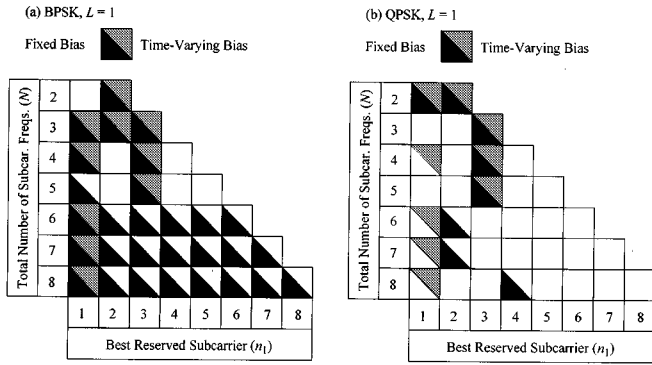 (a) BPSK, L = 1
Fixed Bias
Time-Varying Bias
Total Number of Subcar. Freqs. (N)
2
3
4
5
6
7
8
1 2 3 4 5 6 7 8
Best Reserved Subcarrier (n1)
(b) QPSK, L = 1
Fixed Bias
Time-Varying Bias
Total Number of Subcar. Freqs. (N)
2
3
4
5
6
7
8
1 2 3 4 5 6 7 8
Best Reserved Subcarrier (n1)